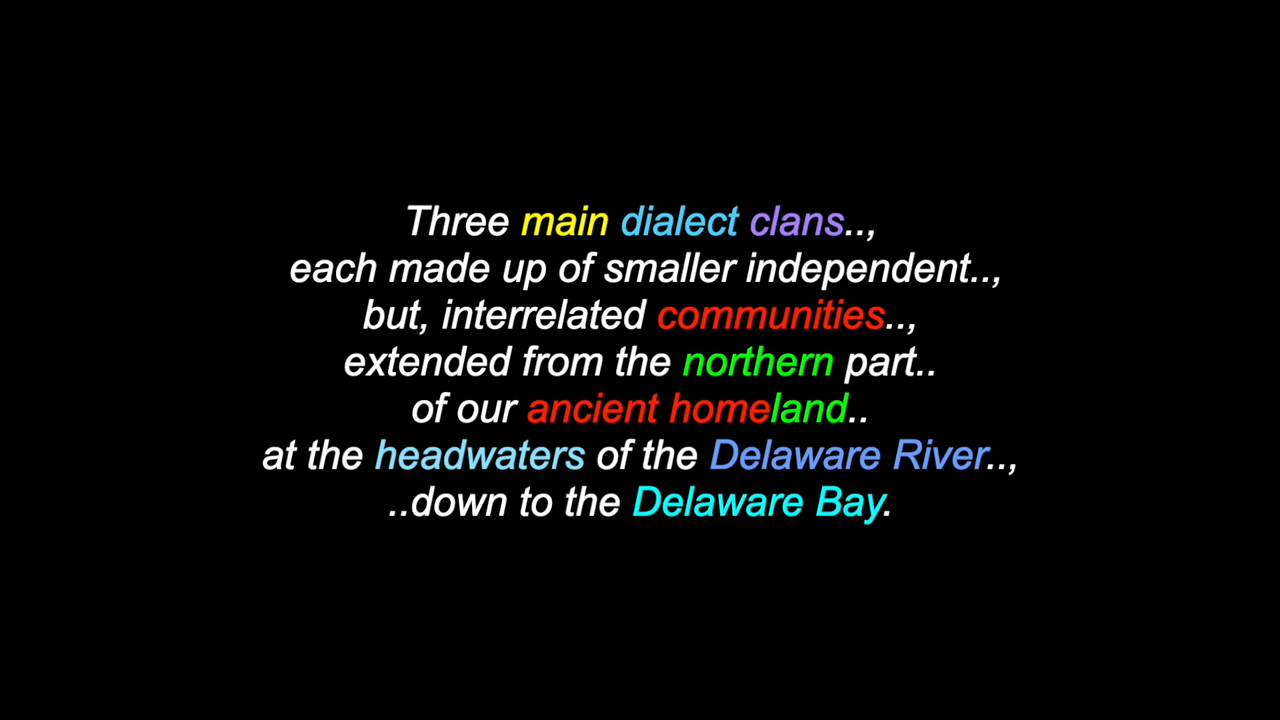 Three main dialect clans..,
each made up of smaller independent..,
but, interrelated communities..,
extended from the northern part..
of our ancient homeland..
at the headwaters of the Delaware River..,
..down to the Delaware Bay.